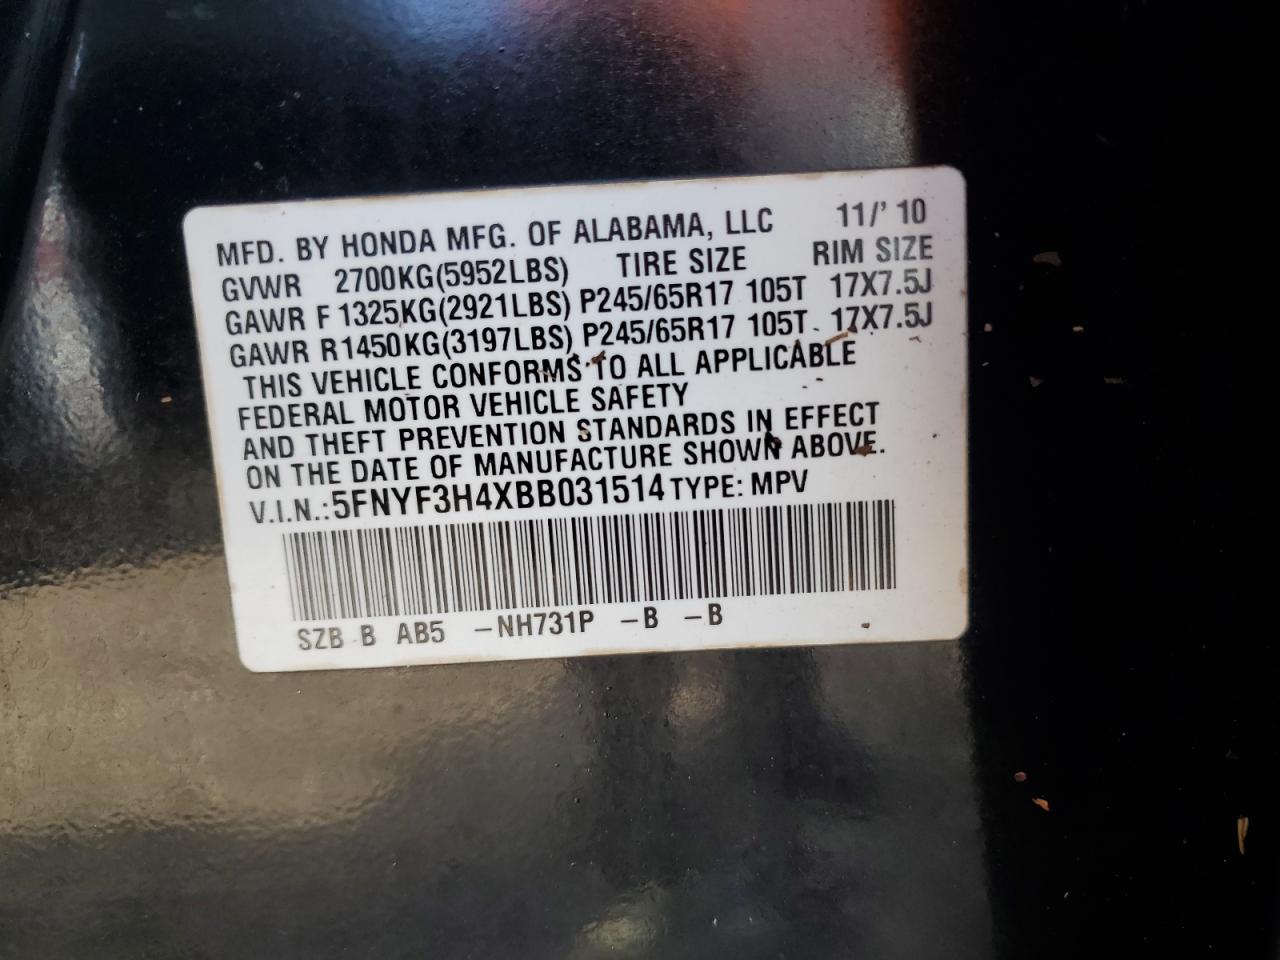 MFD. BY HONDA MFG. OF ALABAMA, LLC 11/' 10
GVWR 2700KG(5952LBS) TIRE SIZE RIM SIZE
GAWR F 1325KG(2921LBS) P245/65R17 105T 17X7.5J
GAWR R1450KG(3197LBS) P245/65R17 105T 17X7.5J
THIS VEHICLE CONFORMS TO ALL APPLICABLE
FEDERAL MOTOR VEHICLE SAFETY
AND THEFT PREVENTION STANDARDS IN EFFECT
ON THE DATE OF MANUFACTURE SHOWN ABOVE.
V.I.N.:5FNYF3H4XBB031514 TYPE: MPV
SZB B AB5 -NH731P -B -B